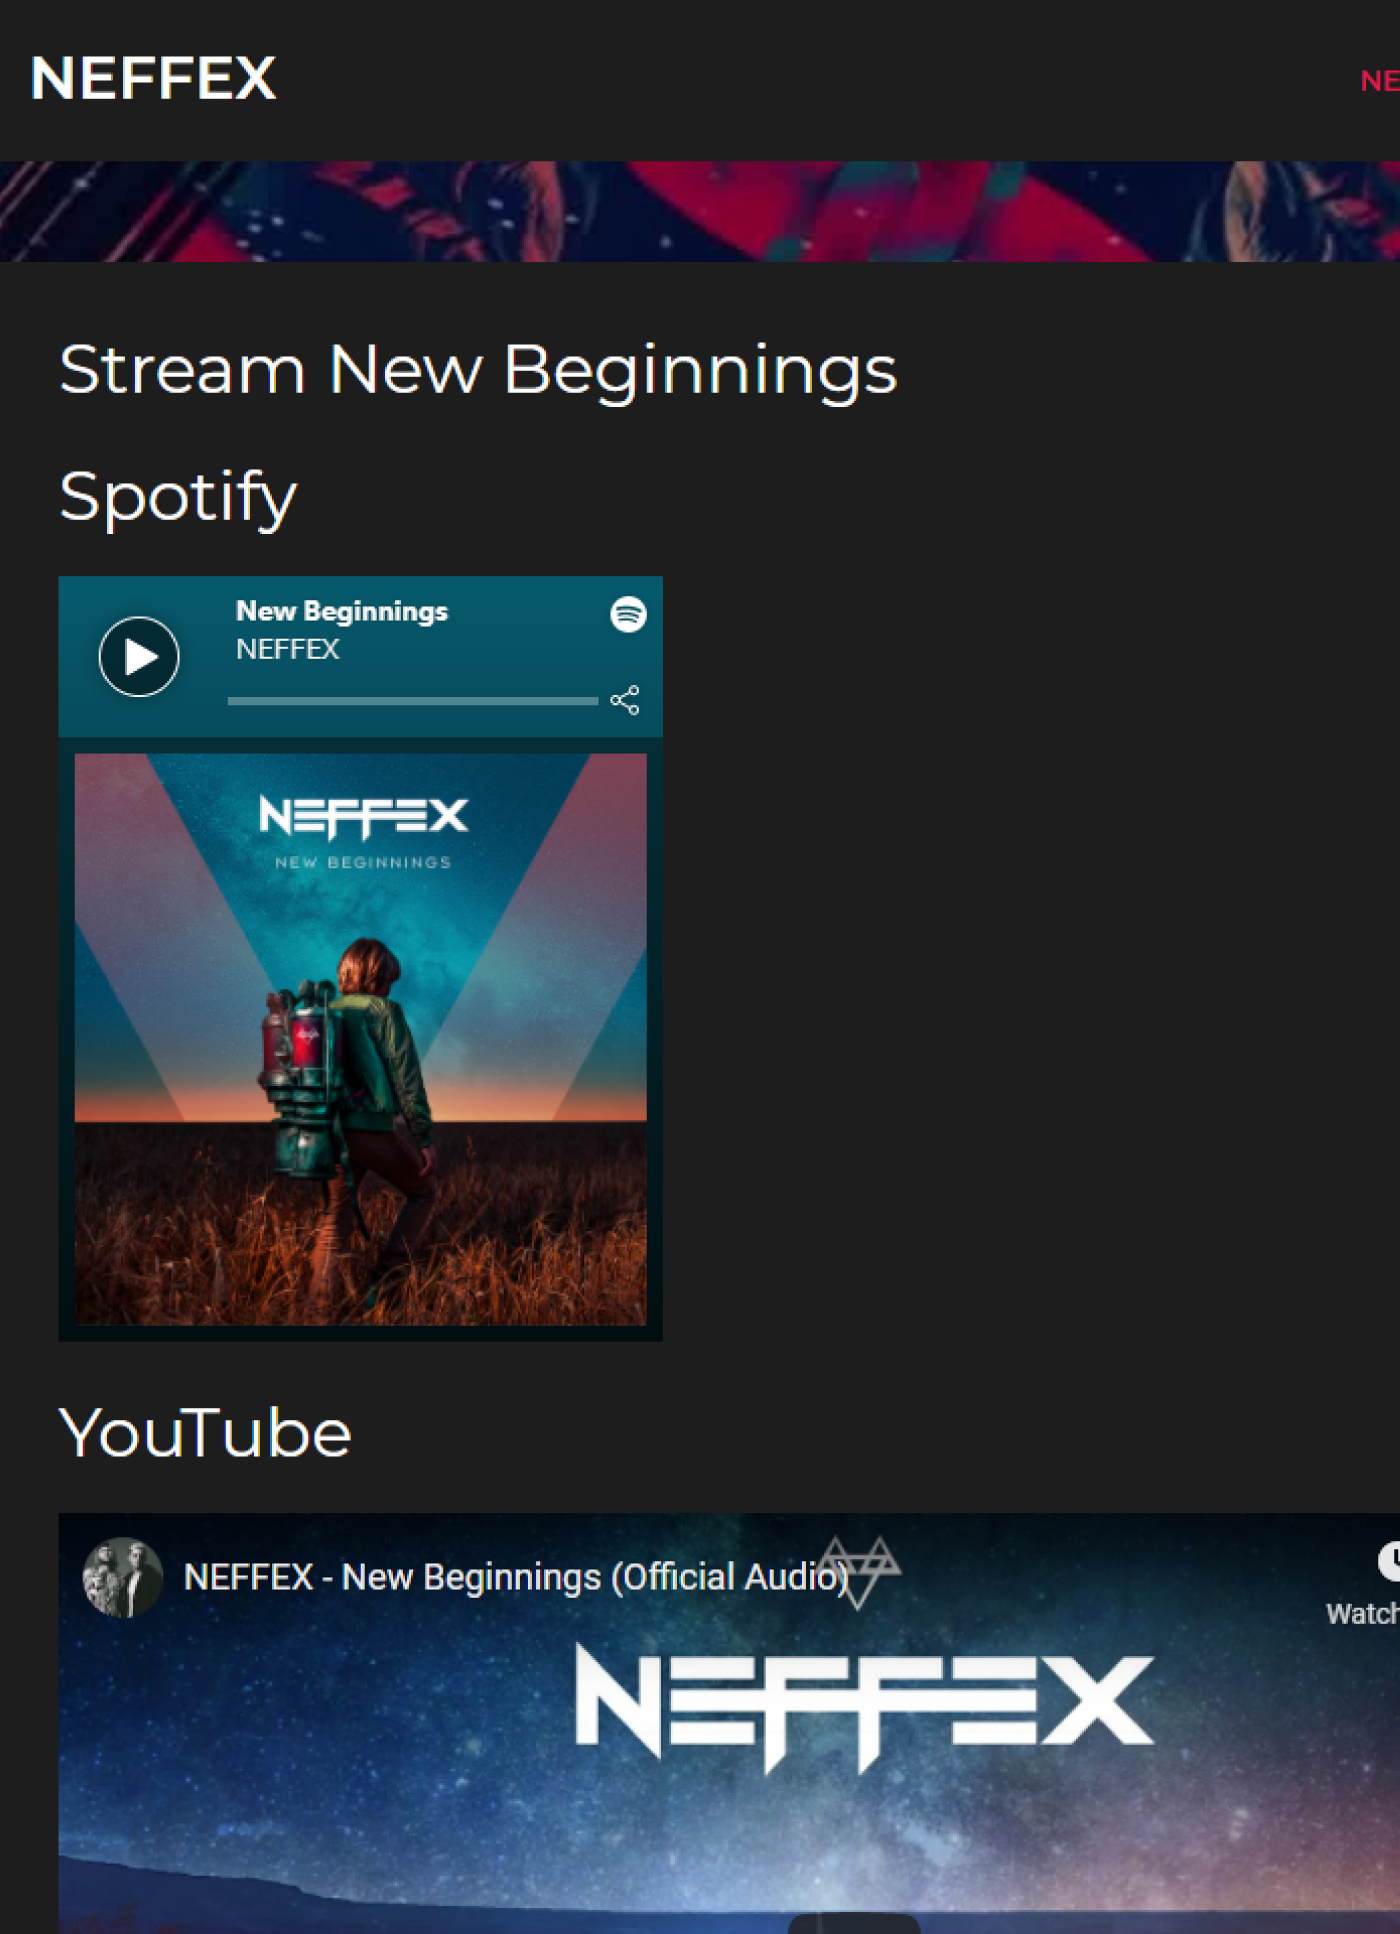 NEFFEX
NE
Stream New Beginnings
Spotify
New Beginnings
NEFFEX
NEFFEX
NEW BEGINNINGS
YouTube
NEFFEX - New Beginnings (Official Audio)
Watch
NEFFEX